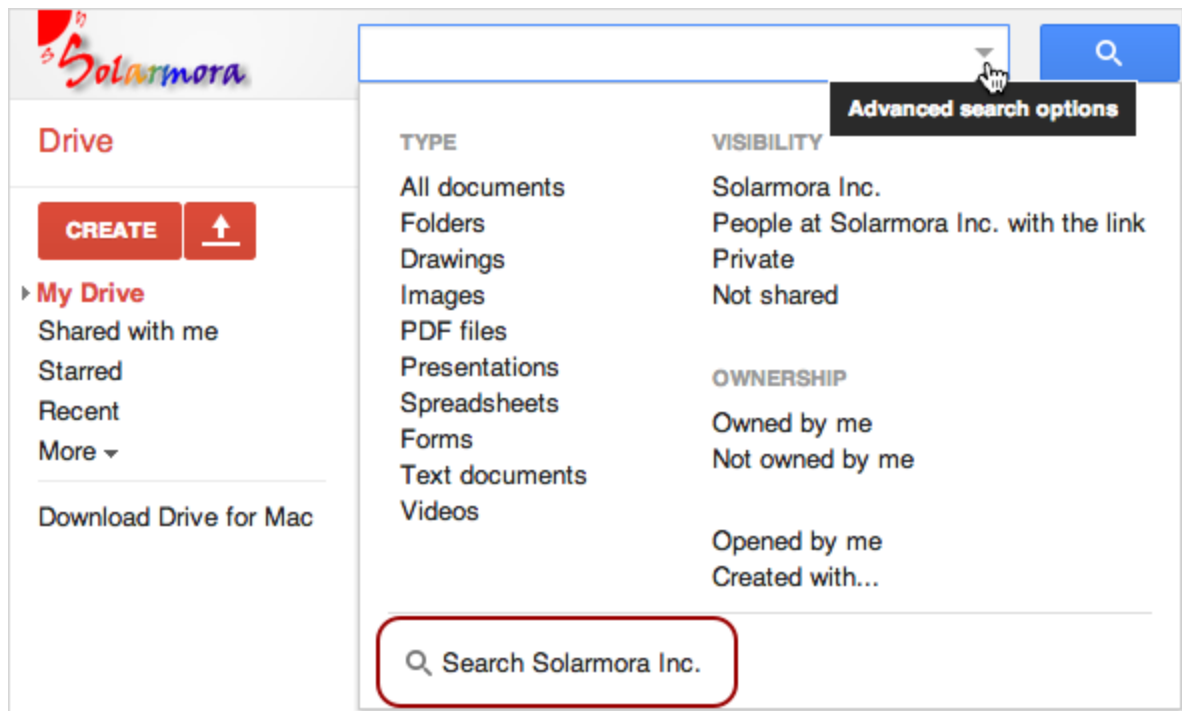 Solarmora
Advanced search options
Drive
CREATE
My Drive
Shared with me
Starred
Recent
More
Download Drive for Mac
TYPE
All documents
Folders
Drawings
Images
PDF files
Presentations
Spreadsheets
Forms
Text documents
Videos
VISIBILITY
Solarmora Inc.
People at Solarmora Inc. with the link
Private
Not shared
OWNERSHIP
Owned by me
Not owned by me
Opened by me
Created with...
Search Solarmora Inc.